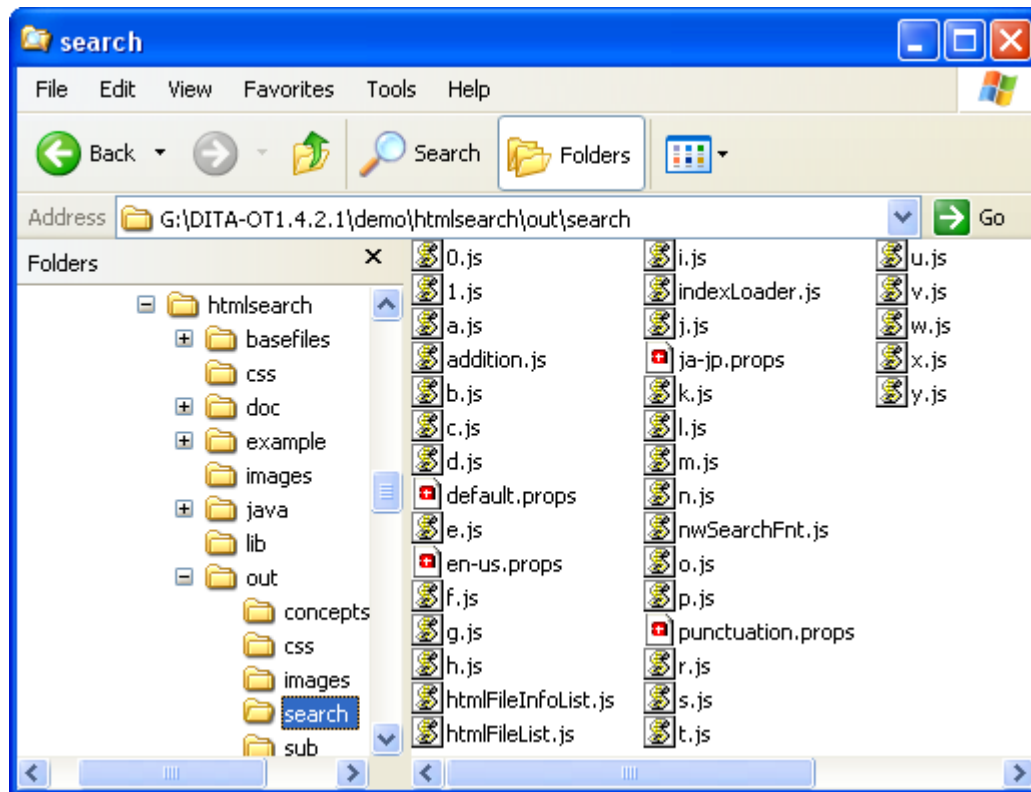 search
File Edit View Favorites Tools Help
Back Search Folders
Address G:\DITA-OT1.4.2.1\demo\htmlsearch\out\search Go
Folders
htmlsearch
basefiles
css
doc
example
images
java
lib
out
concepts
css
images
search
sub
0.js
1.js
a.js
addition.js
b.js
c.js
d.js
default.props
e.js
en-us.props
f.js
g.js
h.js
htmlFileInfoList.js
htmlFileList.js
i.js
indexLoader.js
j.js
ja-jp.props
k.js
l.js
m.js
n.js
nwSearchFnt.js
o.js
p.js
punctuation.props
r.js
s.js
t.js
u.js
v.js
w.js
x.js
y.js